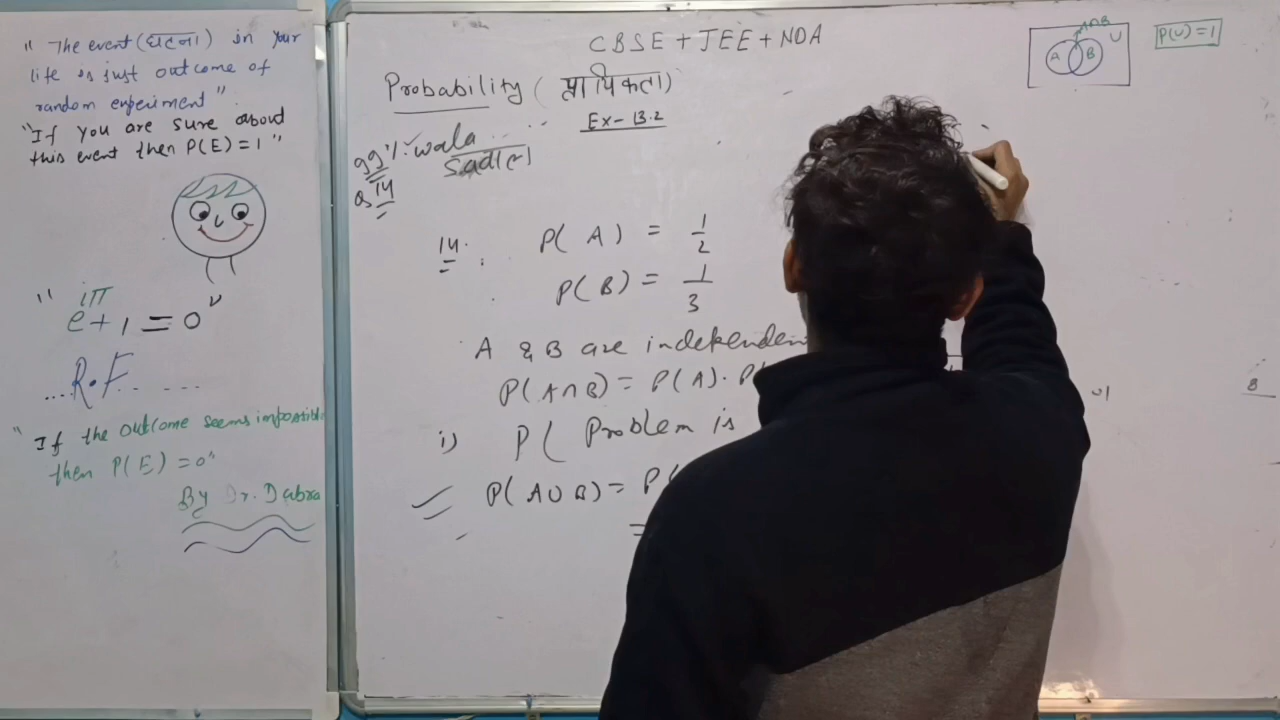 " The event (घटना) in your
life is just outcome of
random experiment"
"If you are sure about
this event then P(E)=1"
" e^{iπ}+1=0"
...R.F......
"If the outcome seems impossible
then P(E)=0"
By Dr. Dabra
CBSE+JEE+NDA
Probability (प्रायिकता)
Ex-13.2
99% wala
Q 14
14. P( A ) = 1/2
P( B ) = 1/3
A & B are independen
P(A∩B) = P(A). P(
i) P( Problem is
P( A∪B) = P(
=
A B U
A∩B
P(U)=1
8